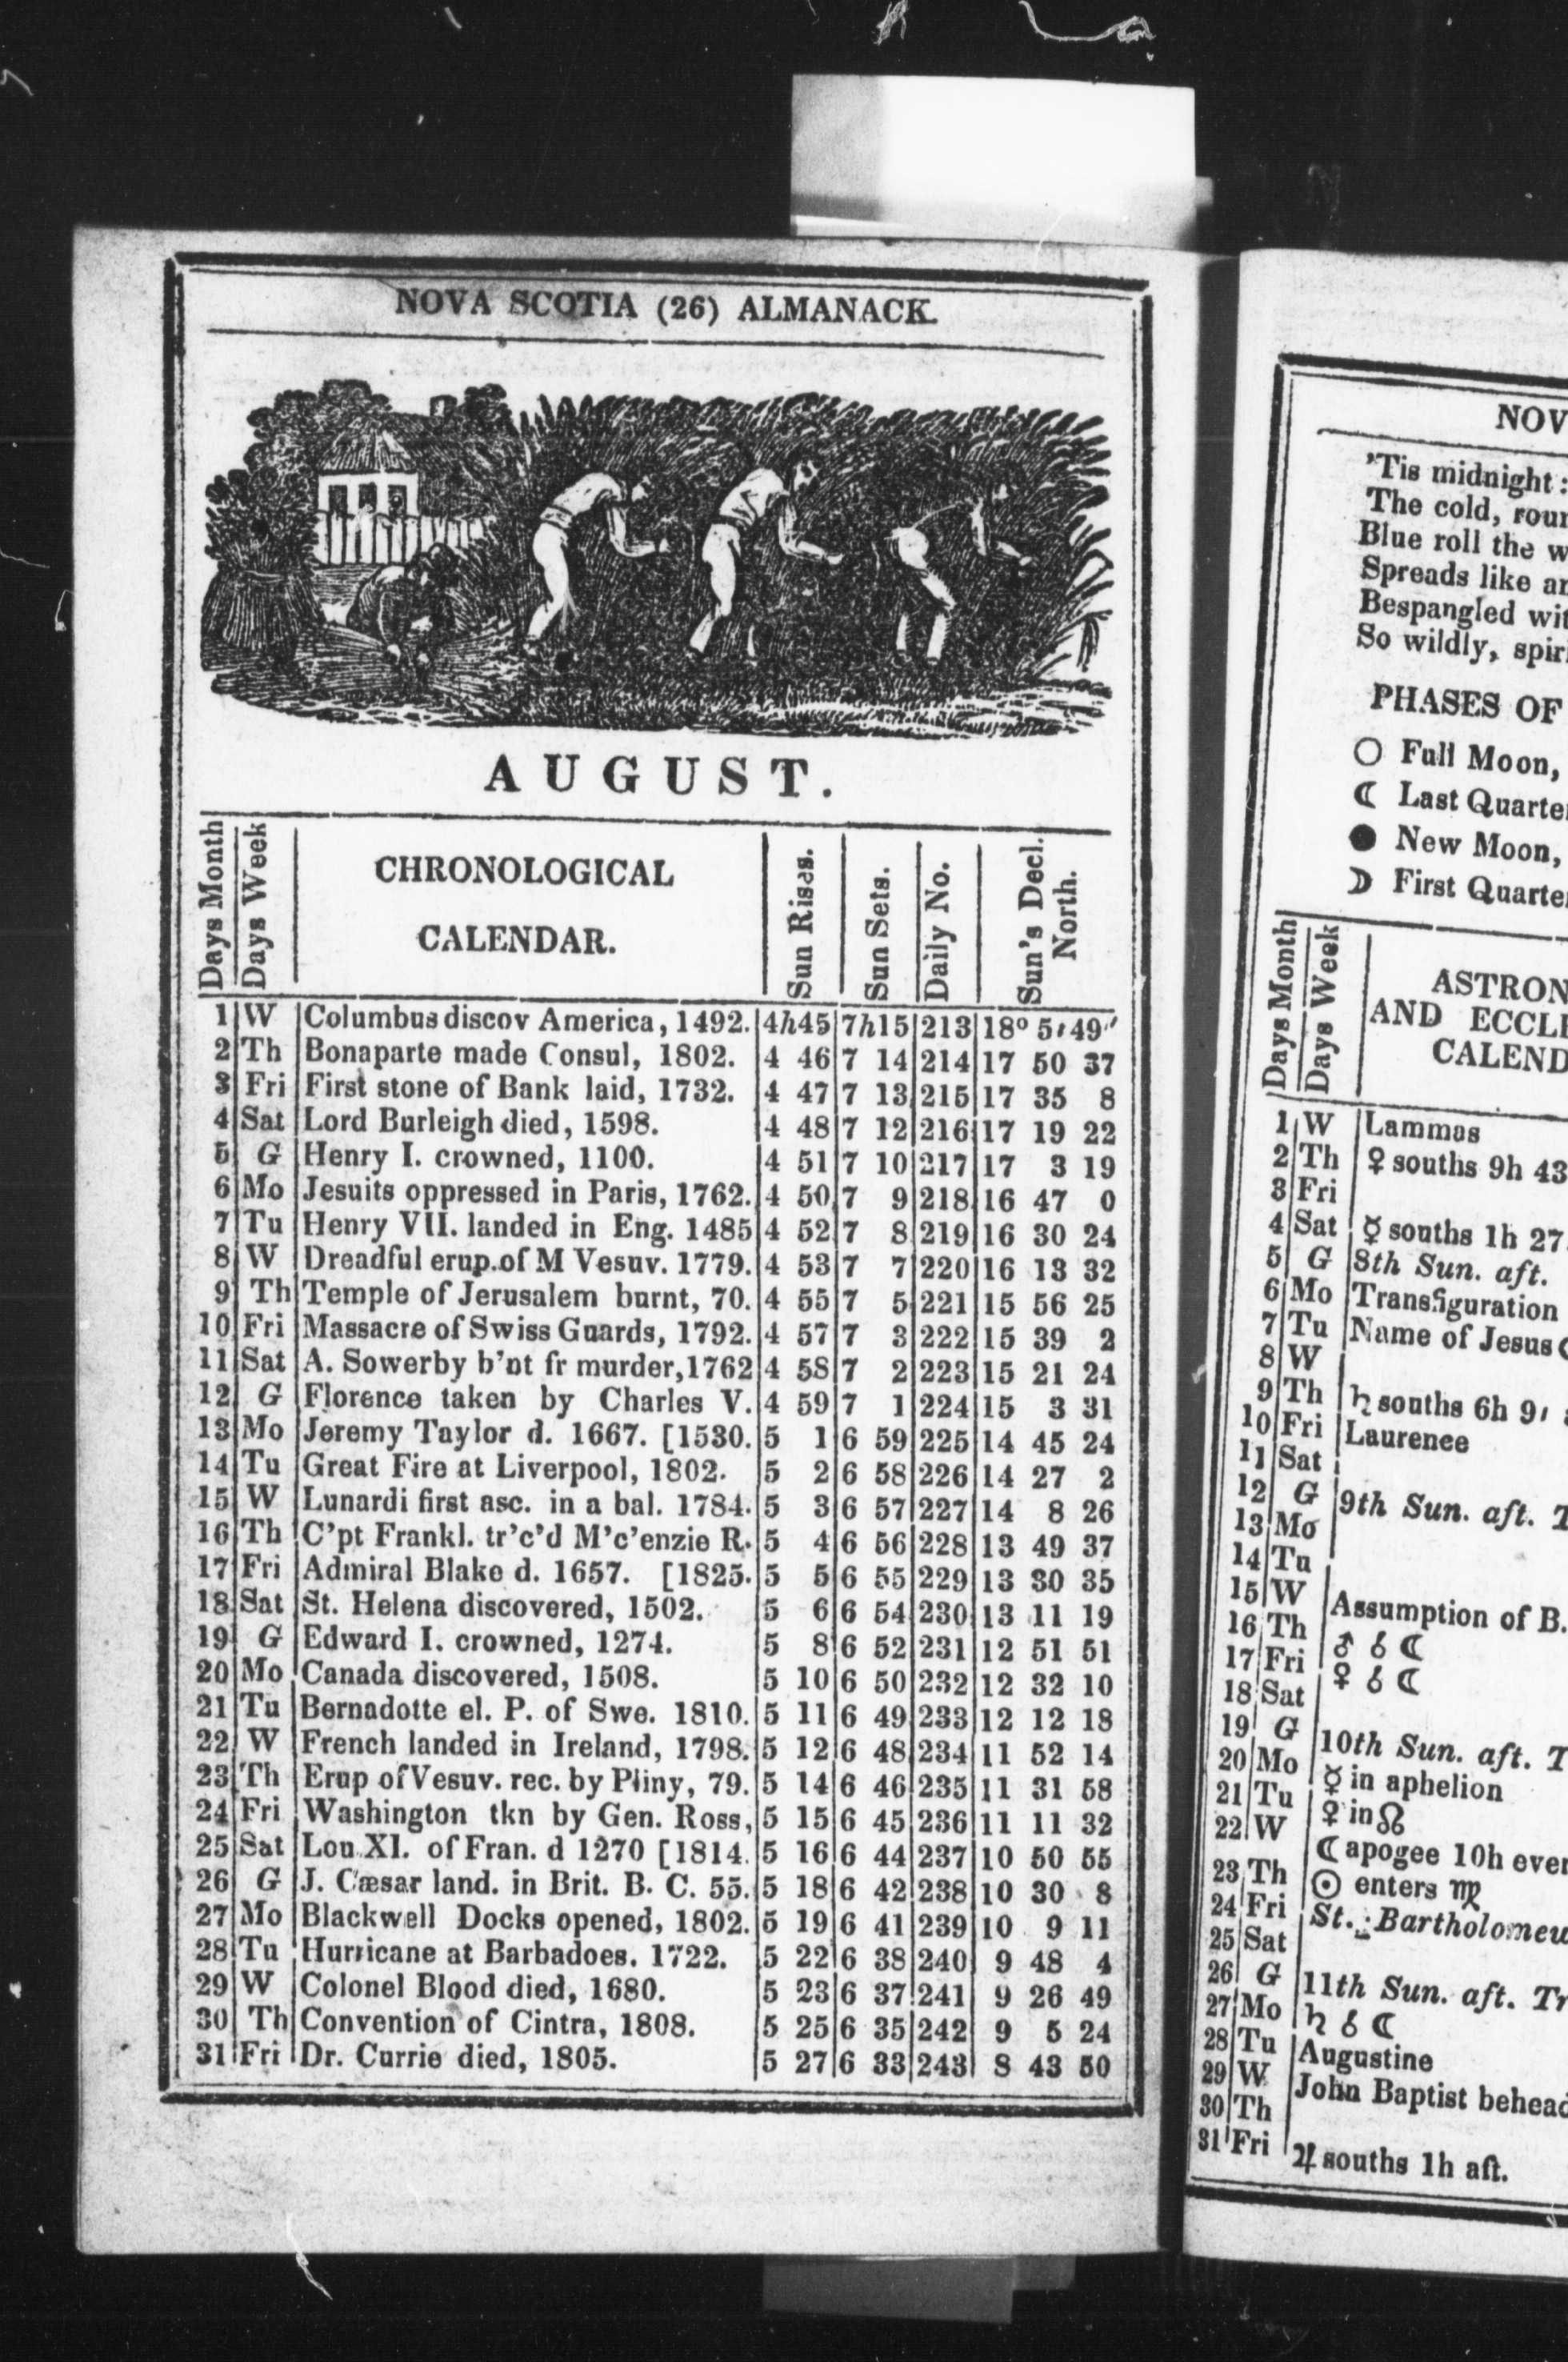 NOVA SCOTIA (26) ALMANACK.
AUGUST.
Days Month
Days Week
CHRONOLOGICAL
CALENDAR.
Sun Rises.
Sun Sets.
Daily No.
Sun's Decl.
North.
1 W Columbus discov America, 1492. 4h45 7h15 213 18° 5′ 49″
2 Th Bonaparte made Consul, 1802. 4 46 7 14 214 17 50 37
3 Fri First stone of Bank laid, 1732. 4 47 7 13 215 17 35 8
4 Sat Lord Burleigh died, 1598. 4 48 7 12 216 17 19 22
5 G Henry I. crowned, 1100. 4 51 7 10 217 17 3 19
6 Mo Jesuits oppressed in Paris, 1762. 4 50 7 9 218 16 47 0
7 Tu Henry VII. landed in Eng. 1485 4 52 7 8 219 16 30 24
8 W Dreadful erup. of M Vesuv. 1779. 4 53 7 7 220 16 13 32
9 Th Temple of Jerusalem burnt, 70. 4 55 7 5 221 15 56 25
10 Fri Massacre of Swiss Guards, 1792. 4 57 7 3 222 15 39 2
11 Sat A. Sowerby b'nt fr murder, 1762 4 58 7 2 223 15 21 24
12 G Florence taken by Charles V. 4 59 7 1 224 15 3 31
13 Mo Jeremy Taylor d. 1667. [1530. 5 1 6 59 225 14 45 24
14 Tu Great Fire at Liverpool, 1802. 5 2 6 58 226 14 27 2
15 W Lunardi first asc. in a bal. 1784. 5 3 6 57 227 14 8 26
16 Th C'pt Frankl. tr'c'd M'c'enzie R. 5 4 6 56 228 13 49 37
17 Fri Admiral Blake d. 1657. [1825. 5 5 6 55 229 13 30 35
18 Sat St. Helena discovered, 1502. 5 6 6 54 230 13 11 19
19 G Edward I. crowned, 1274. 5 8 6 52 231 12 51 51
20 Mo Canada discovered, 1508. 5 10 6 50 232 12 32 10
21 Tu Bernadotte el. P. of Swe. 1810. 5 11 6 49 233 12 12 18
22 W French landed in Ireland, 1798. 5 12 6 48 234 11 52 14
23 Th Erup of Vesuv. rec. by Pliny, 79. 5 14 6 46 235 11 31 58
24 Fri Washington tkn by Gen. Ross, 5 15 6 45 236 11 11 32
25 Sat Lou XI. of Fran. d 1270 [1814. 5 16 6 44 237 10 50 55
26 G J. Cæsar land. in Brit. B. C. 55. 5 18 6 42 238 10 30 8
27 Mo Blackwell Docks opened, 1802. 5 19 6 41 239 10 9 11
28 Tu Hurricane at Barbadoes. 1722. 5 22 6 38 240 9 48 4
29 W Colonel Blood died, 1680. 5 23 6 37 241 9 26 49
30 Th Convention of Cintra, 1808. 5 25 6 35 242 9 5 24
31 Fri Dr. Currie died, 1805. 5 27 6 33 243 8 43 50
NOV
'Tis midnight:
The cold,
Blue roll the
Spreads like
Bespangled
So wildly,
PHASES OF
○ Full Moon,
☾ Last Quarte
● New Moon,
☽ First Quarte
Days Month
Days Week
ASTRON
AND ECCLE
CALEND
1 W Lammas
2 Th ♀ souths 9h 43
3 Fri
4 Sat ☿ souths 1h 27
5 G 8th Sun. aft.
6 Mo Transfiguration
7 Tu Name of Jesus
8 W
9 Th ♄ souths 6h 9′
10 Fri Laurence
11 Sat
12 G 9th Sun. aft. T
13 Mo
14 Tu
15 W Assumption of B.
16 Th ♂ ☌ ☾
17 Fri ♀ ☌ ☾
18 Sat
19 G 10th Sun. aft. T
20 Mo ☿ in aphelion
21 Tu ♀ in ☊
22 W ☾ apogee 10h even
23 Th ☉ enters ♍
24 Fri St. Bartholomew
25 Sat
26 G 11th Sun. aft. Tr
27 Mo ♄ ☌ ☾
28 Tu Augustine
29 W John Baptist behead
30 Th
31 Fri ♃ souths 1h aft.